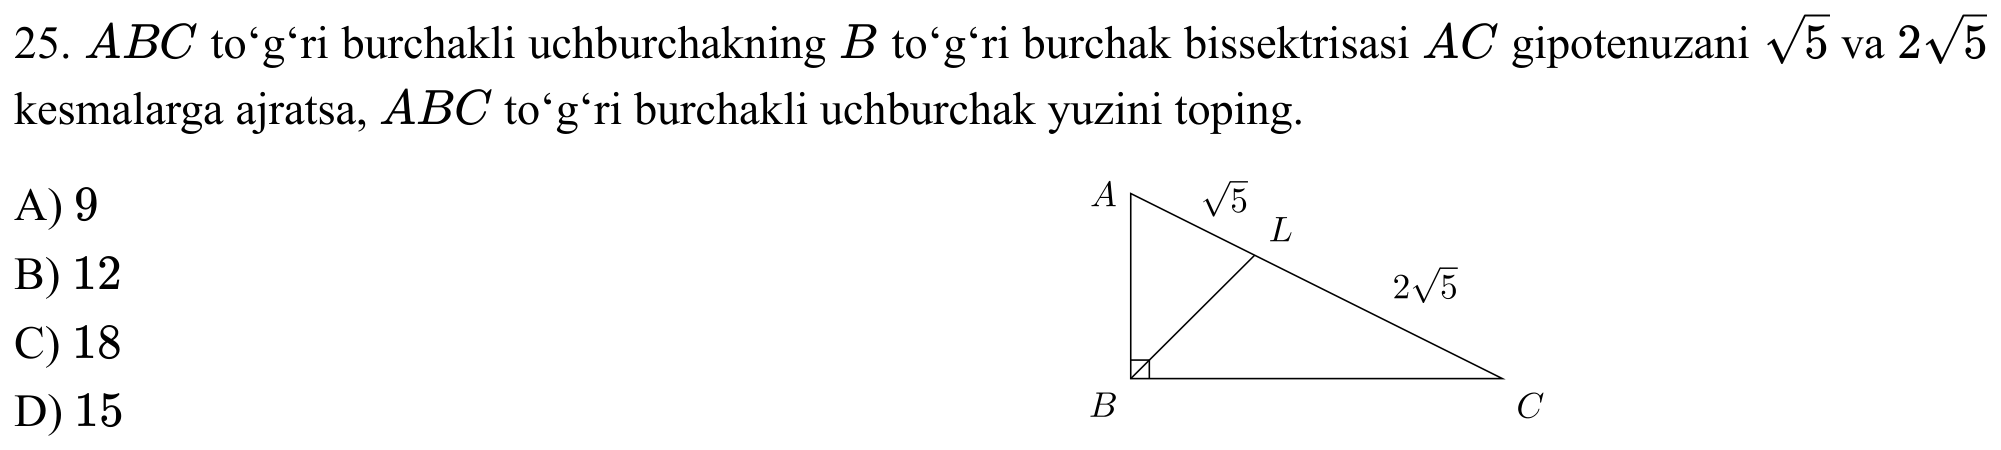 25. ABC to‘g‘ri burchakli uchburchakning B to‘g‘ri burchak bissektrisasi AC gipotenuzani √5 va 2√5
kesmalarga ajratsa, ABC to‘g‘ri burchakli uchburchak yuzini toping.
A) 9
B) 12
C) 18
D) 15
A
√5
L
2√5
B
C